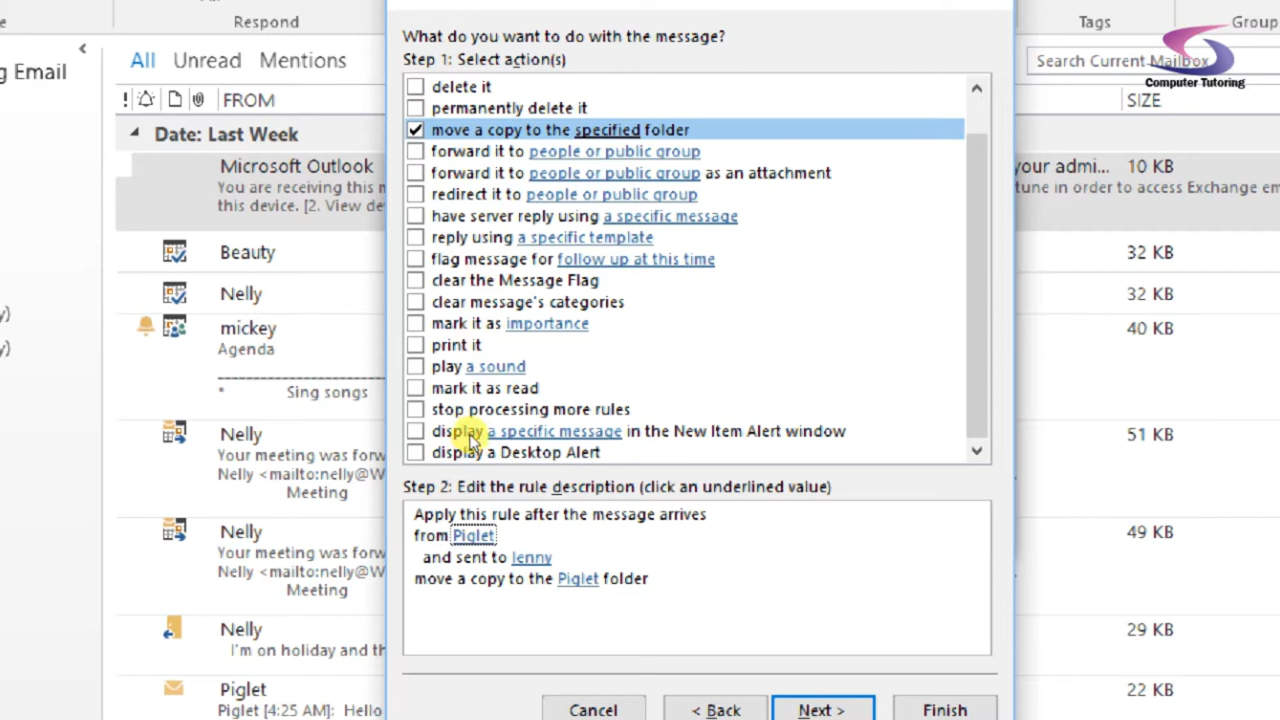 Respond
Tags
Group
g Email
All Unread Mentions
Search Current Mailbox
Computer Tutoring
! FROM
SIZE
Date: Last Week
Microsoft Outlook
your admi... 10 KB
You are receiving this m
tune in order to access Exchange em
this device. [2. View de
Beauty
32 KB
Nelly
32 KB
mickey
40 KB
Agenda
* Sing songs
Nelly
51 KB
Your meeting was forw
Nelly <mailto:nelly@W
Meeting
Nelly
49 KB
Your meeting was forw
Nelly <mailto:nelly@W
Meeting
Nelly
29 KB
I'm on holiday and th
Piglet
22 KB
Piglet [4:25 AM]: Hello
y)
y)
What do you want to do with the message?
Step 1: Select action(s)
delete it
permanently delete it
move a copy to the specified folder
forward it to people or public group
forward it to people or public group as an attachment
redirect it to people or public group
have server reply using a specific message
reply using a specific template
flag message for follow up at this time
clear the Message Flag
clear message's categories
mark it as importance
print it
play a sound
mark it as read
stop processing more rules
display a specific message in the New Item Alert window
display a Desktop Alert
Step 2: Edit the rule description (click an underlined value)
Apply this rule after the message arrives
from Piglet
and sent to Jenny
move a copy to the Piglet folder
Cancel
< Back
Next >
Finish